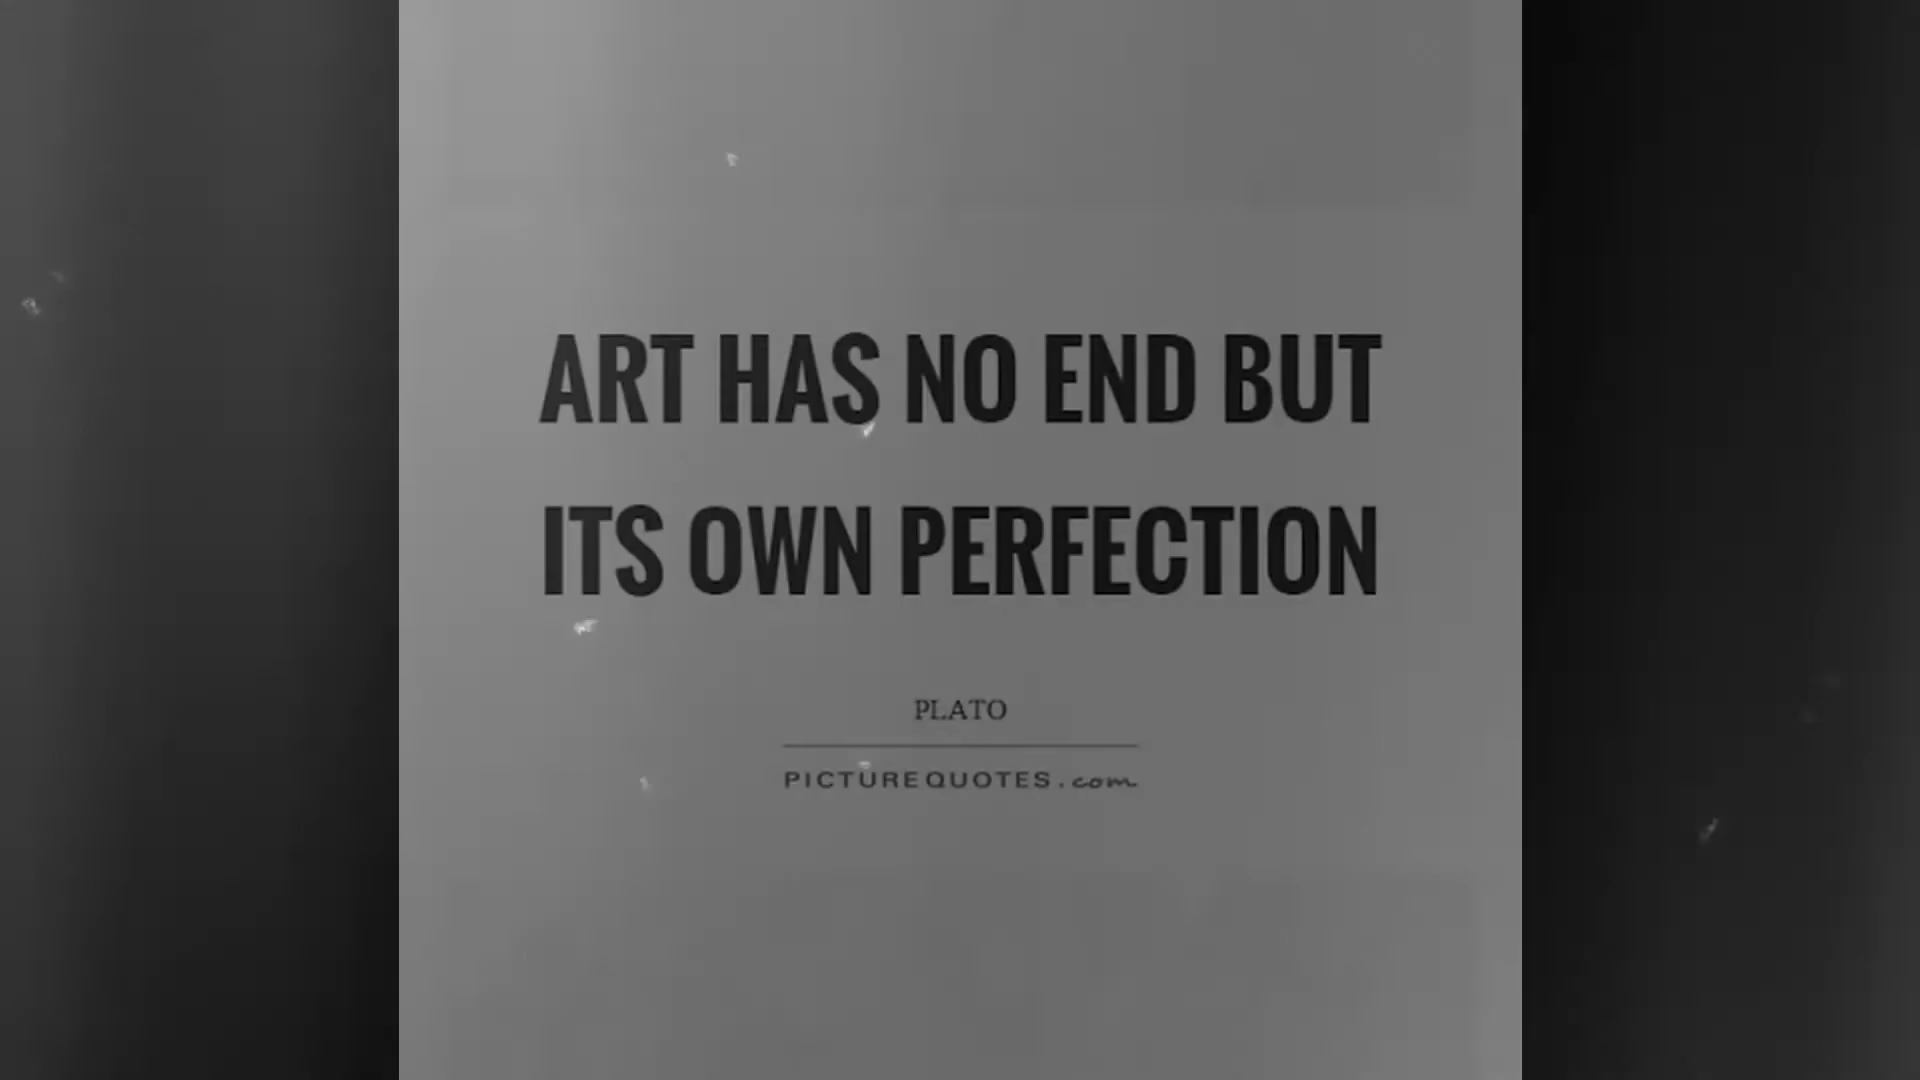 ART HAS NO END BUT
ITS OWN PERFECTION
PLATO
PICTUREQUOTES.com